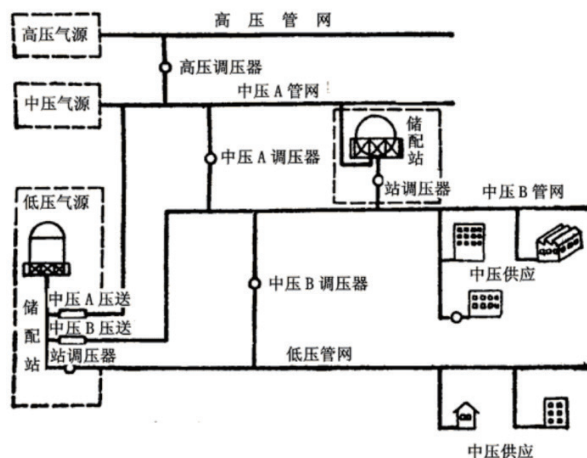 高压管网
高压气源
高压调压器
中压气源
中压A管网
储配站
中压A调压器
站调压器
中压B管网
低压气源
中压供应
中压B调压器
中压A压送
储配站
中压B压送
站调压器
低压管网
中压供应